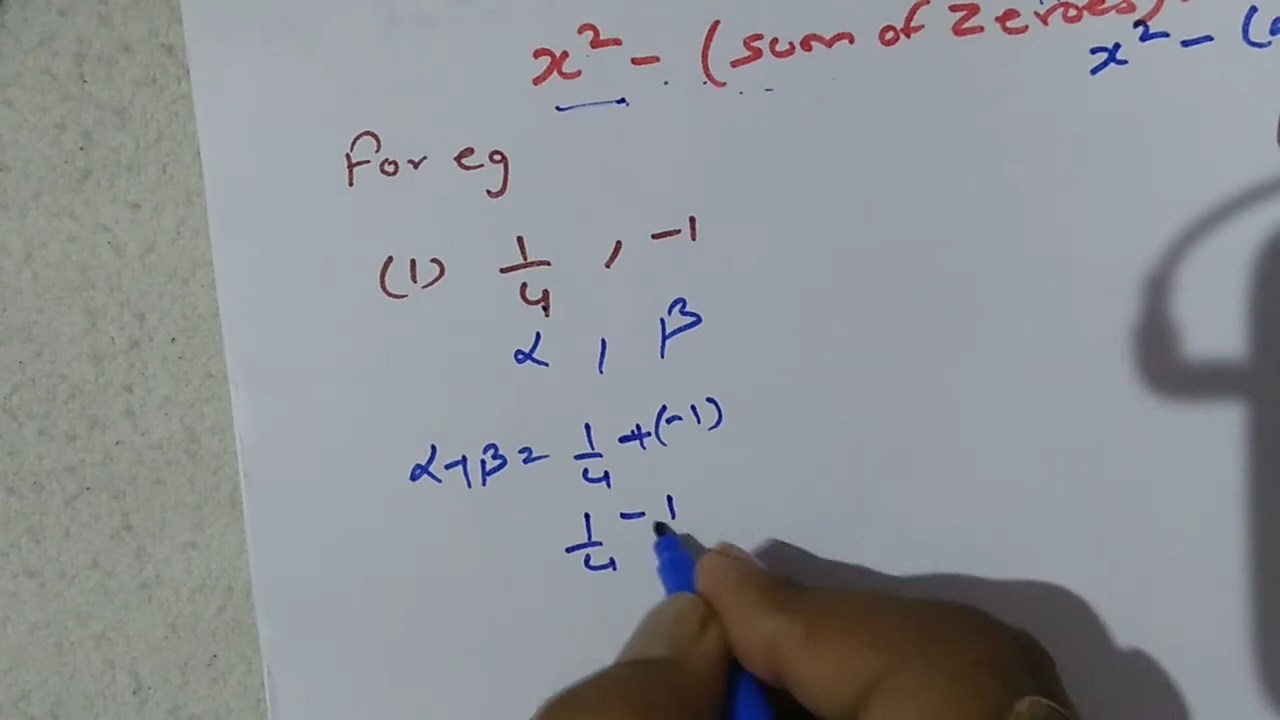 x² - (sum of Zeroes)
x² - (
For eg
(1) 1/4 , -1
α , β
α+β = 1/4 + (-1)
1/4 - 1